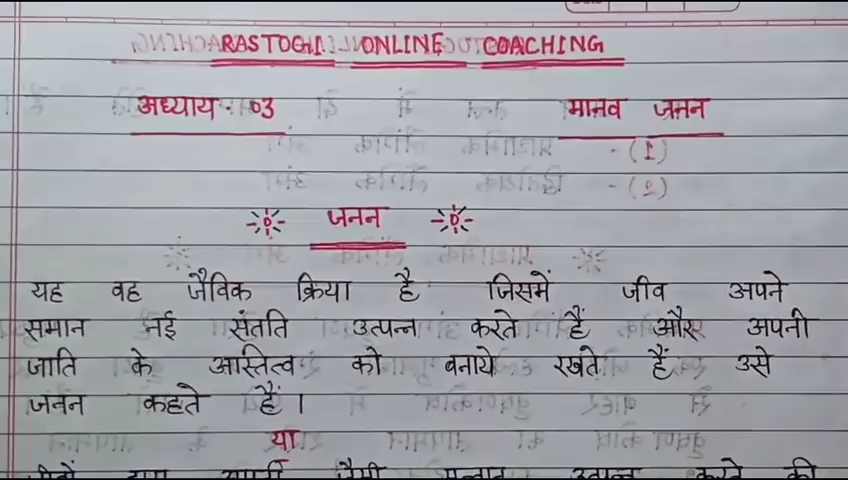 RASTOGI ONLINE COACHING
अध्याय - 03 मानव जनन
जनन
यह वह जैविक क्रिया है जिसमें जीव अपने
समान नई संतति उत्पन्न करते हैं और अपनी
जाति के आस्तित्व को बनाये रखते हैं उसे
जनन कहते हैं।
या